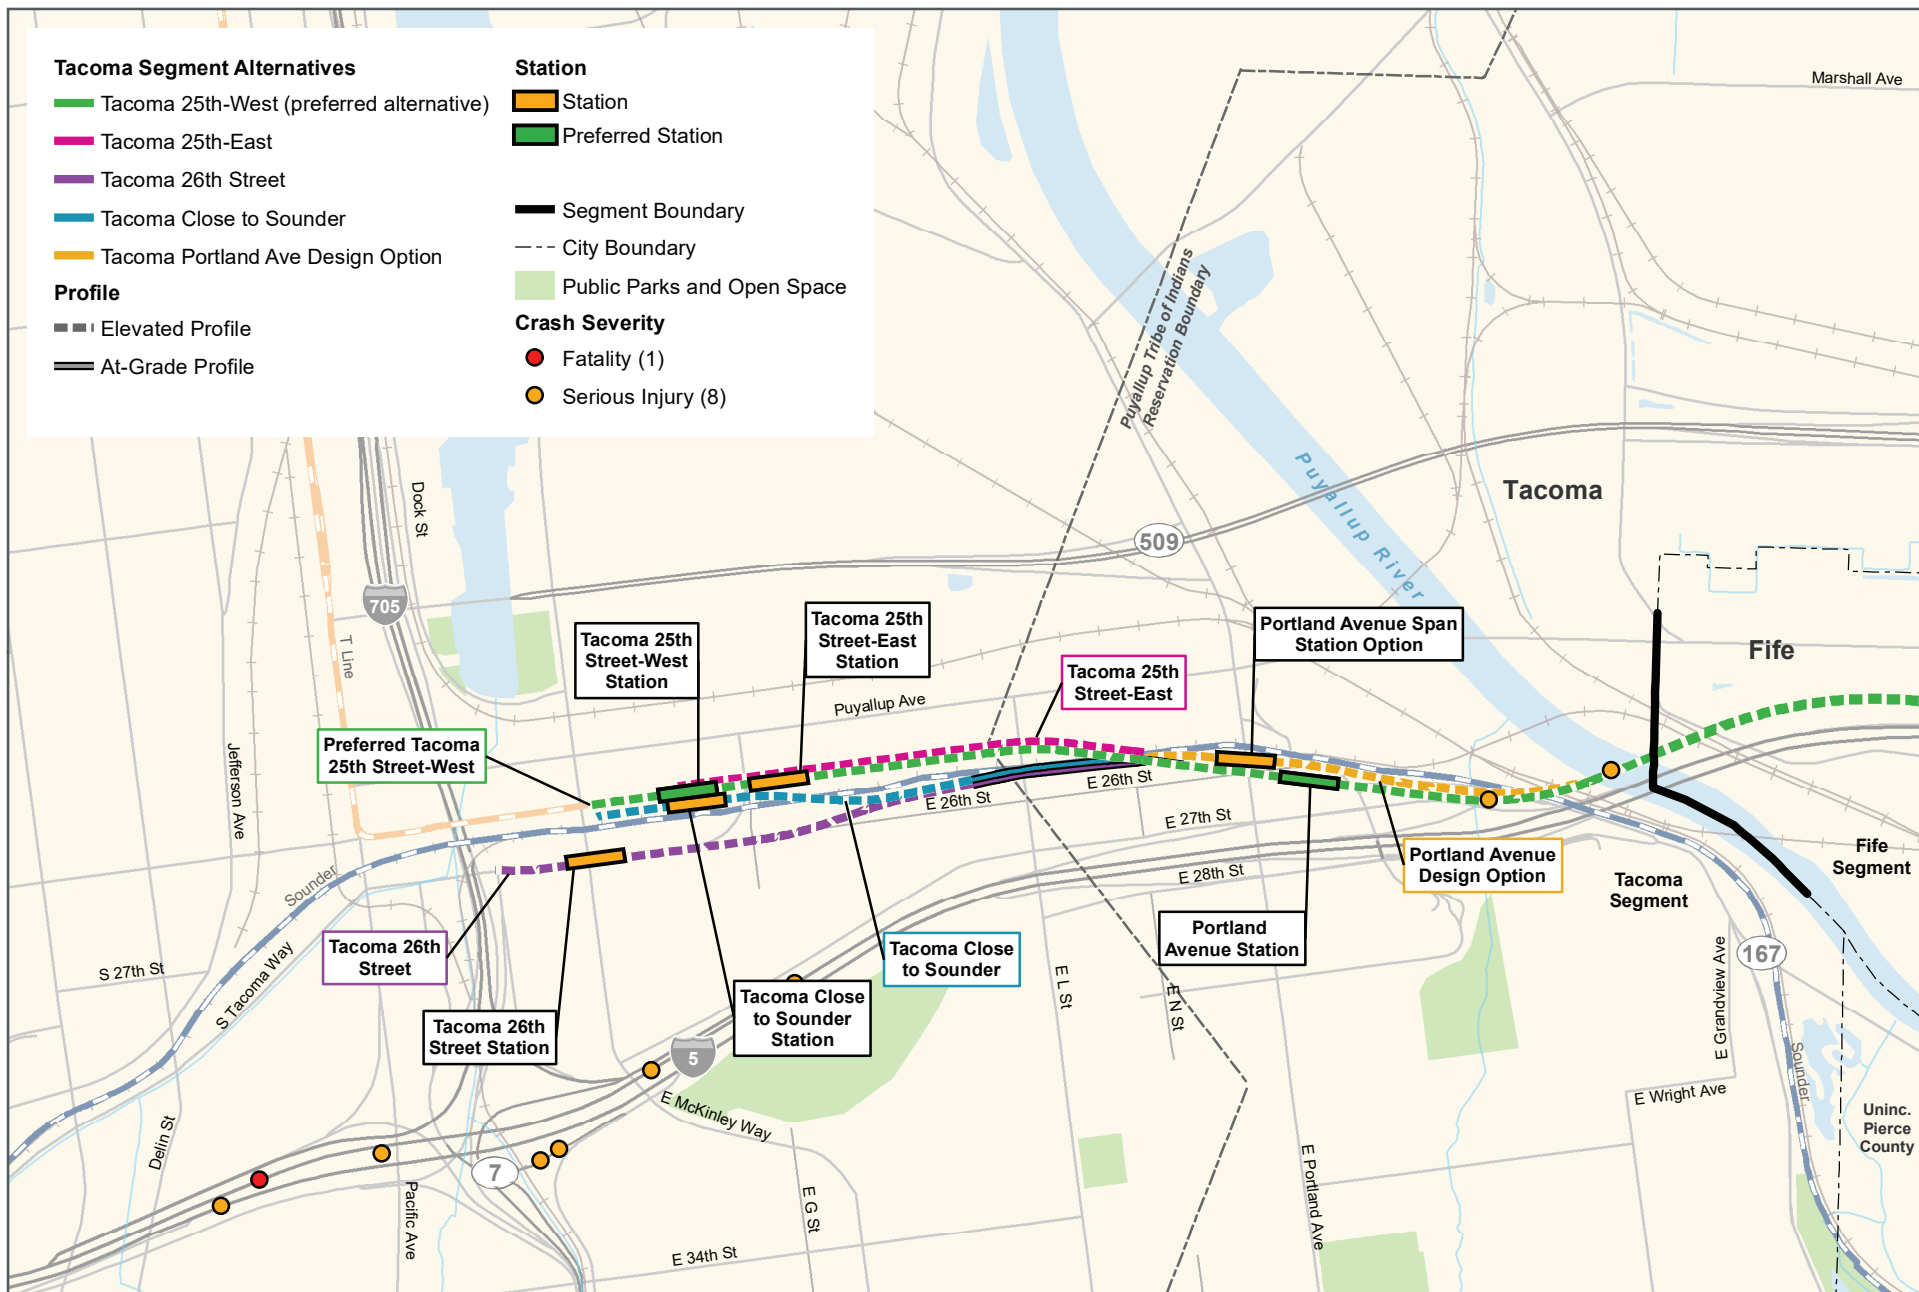 Tacoma Segment Alternatives
Tacoma 25th-West (preferred alternative)
Tacoma 25th-East
Tacoma 26th Street
Tacoma Close to Sounder
Tacoma Portland Ave Design Option
Profile
Elevated Profile
At-Grade Profile
Station
Station
Preferred Station
Segment Boundary
City Boundary
Public Parks and Open Space
Crash Severity
Fatality (1)
Serious Injury (8)
Marshall Ave
Puyallup Tribe of Indians
Reservation Boundary
Puyallup River
Tacoma
Dock St
509
705
T Line
Fife
Tacoma 25th
Street-West
Station
Tacoma 25th
Street-East
Station
Portland Avenue Span
Station Option
Tacoma 25th
Street-East
Puyallup Ave
Preferred Tacoma
25th Street-West
Jefferson Ave
E 26th St
E 26th St
E 27th St
E 28th St
Portland Avenue
Design Option
Fife
Segment
Tacoma
Segment
Sounder
Tacoma 26th
Street
Tacoma Close
to Sounder
Portland
Avenue Station
S 27th St
S Tacoma Way
Tacoma 26th
Street Station
Tacoma Close
to Sounder
Station
5
E L St
E N St
167
E Grandview Ave
Sounder
E Wright Ave
E McKinley Way
Uninc.
Pierce
County
Delin St
7
Pacific Ave
E G St
E Portland Ave
E 34th St